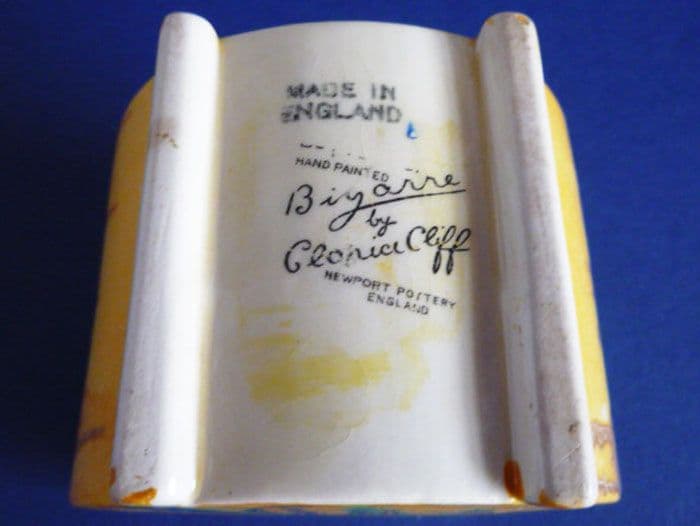 MADE IN
ENGLAND
HAND PAINTED
Bizarre
by
Clarice Cliff
NEWPORT POTTERY
ENGLAND